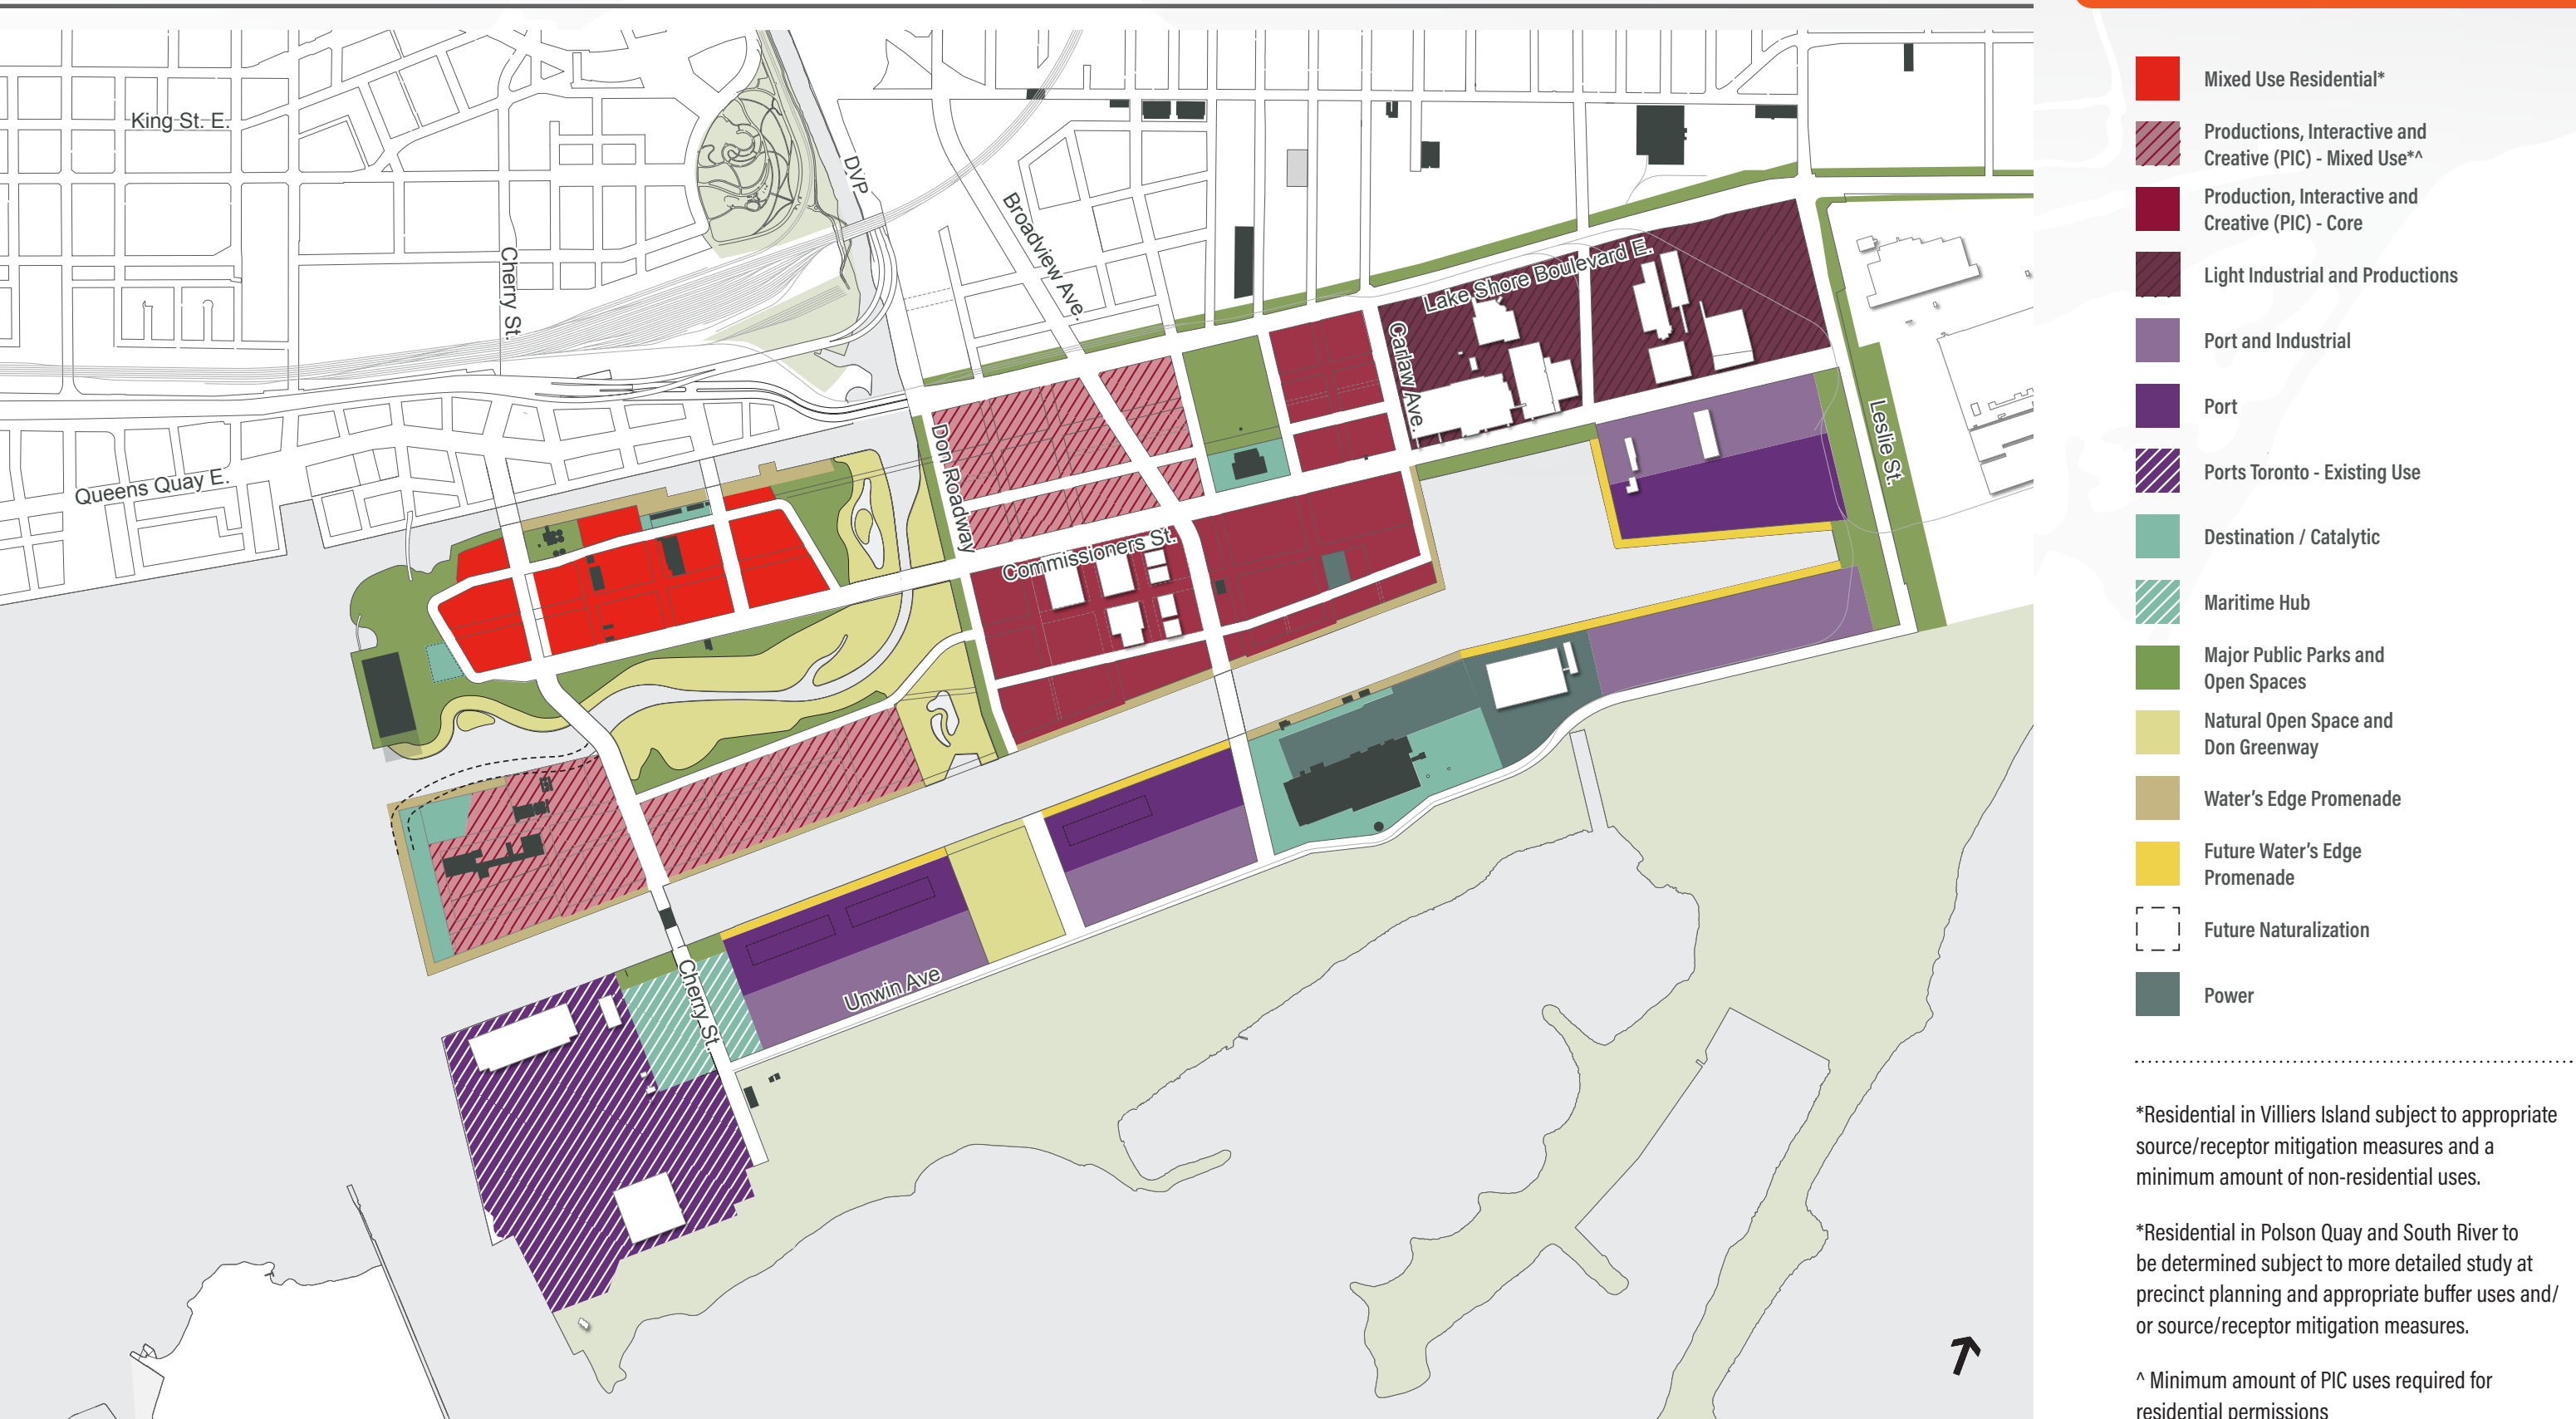 King St. E.
Cherry St.
DVP
Broadview Ave.
Lake Shore Boulevard E.
Carlaw Ave.
Queens Quay E.
Don Roadway
Leslie St.
Commissioners St.
Unwin Ave
Cherry St.
Mixed Use Residential*
Productions, Interactive and
Creative (PIC) - Mixed Use*^
Production, Interactive and
Creative (PIC) - Core
Light Industrial and Productions
Port and Industrial
Port
Ports Toronto - Existing Use
Destination / Catalytic
Maritime Hub
Major Public Parks and
Open Spaces
Natural Open Space and
Don Greenway
Water's Edge Promenade
Future Water's Edge
Promenade
Future Naturalization
Power
*Residential in Villiers Island subject to appropriate
source/receptor mitigation measures and a
minimum amount of non-residential uses.
*Residential in Polson Quay and South River to
be determined subject to more detailed study at
precinct planning and appropriate buffer uses and/
or source/receptor mitigation measures.
^ Minimum amount of PIC uses required for
residential permissions